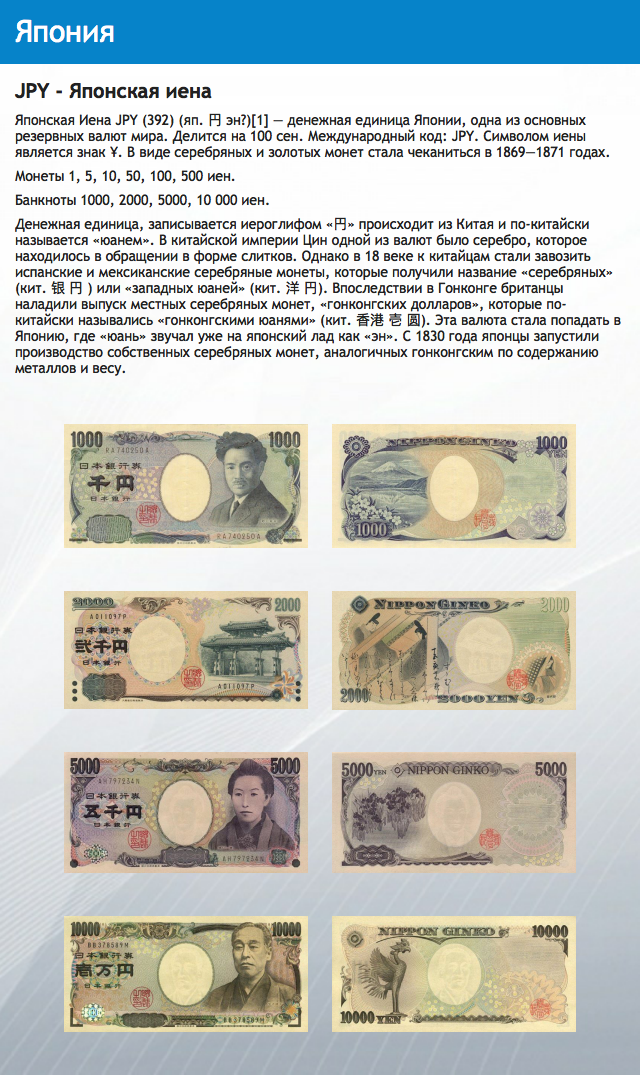 Япония
JPY - Японская иена
Японская Иена JPY (392) (яп. 円 эн?)[1] — денежная единица Японии, одна из основных
резервных валют мира. Делится на 100 сен. Международный код: JPY. Символом иены
является знак ¥. В виде серебряных и золотых монет стала чеканиться в 1869—1871 годах.
Монеты 1, 5, 10, 50, 100, 500 иен.
Банкноты 1000, 2000, 5000, 10 000 иен.
Денежная единица, записывается иероглифом «円» происходит из Китая и по-китайски
называется «юанем». В китайской империи Цин одной из валют было серебро, которое
находилось в обращении в форме слитков. Однако в 18 веке к китайцам стали завозить
испанские и мексиканские серебряные монеты, которые получили название «серебряных»
(кит. 银 円 ) или «западных юаней» (кит. 洋 円). Впоследствии в Гонконге британцы
наладили выпуск местных серебряных монет, «гонконгских долларов», которые по-
китайски назывались «гонконгскими юанями» (кит. 香港 壱 圆). Эта валюта стала попадать в
Японию, где «юань» звучал уже на японский лад как «эн». С 1830 года японцы запустили
производство собственных серебряных монет, аналогичных гонконгским по содержанию
металлов и весу.
1000 1000
RA740250A
日本銀行券
千円
日本銀行
RA740250A
NIPPON GINKO 1000
YEN
1000
2000 2000
A011097P
日本銀行券
弐千円
日本銀行
A011097P
NIPPON GINKO 2000
2000
2000 YEN
5000 5000
AH797234N
日本銀行券
五千円
日本銀行
AH797234N
5000 YEN NIPPON GINKO 5000
10000 10000
BB378589M
日本銀行券
壱万円
日本銀行
BB378589M
NIPPON GINKO 10000
10000 YEN